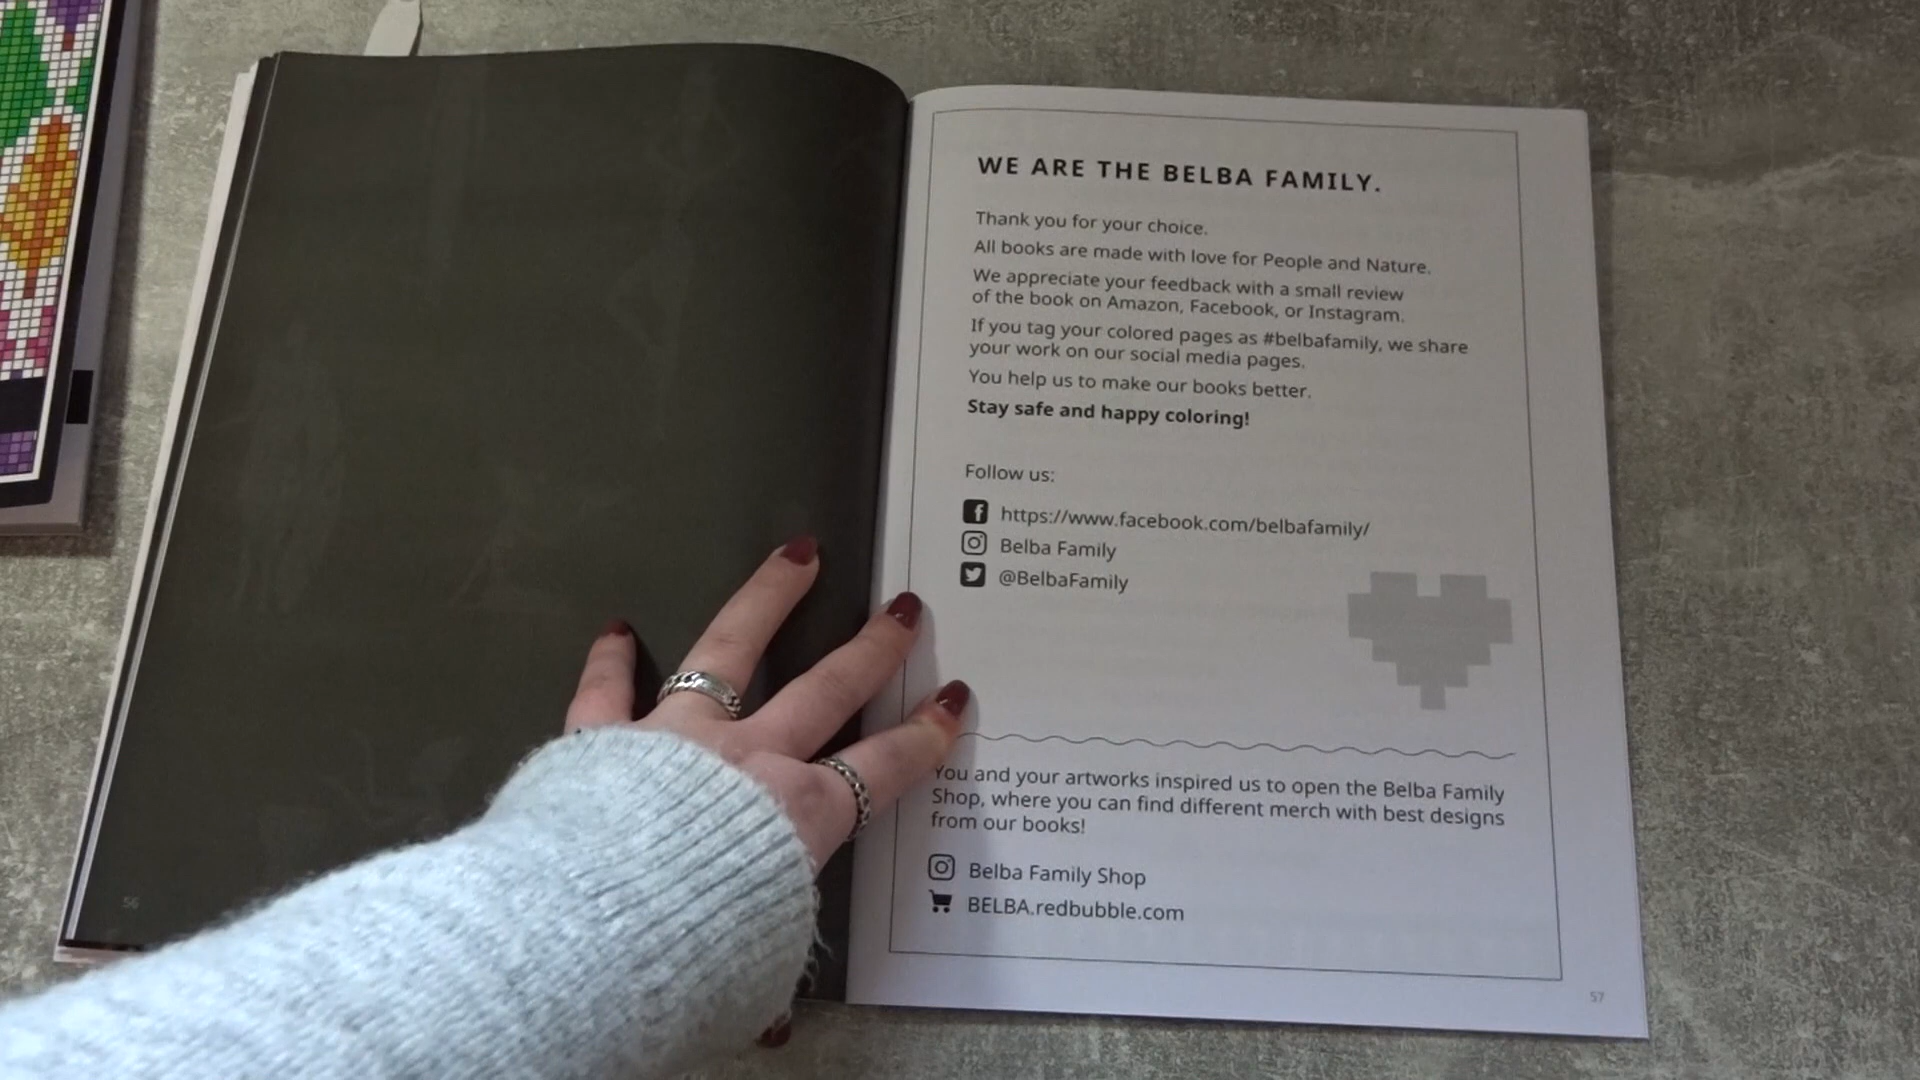 WE ARE THE BELBA FAMILY.
Thank you for your choice.
All books are made with love for People and Nature.
We appreciate your feedback with a small review
of the book on Amazon, Facebook, or Instagram.
If you tag your colored pages as #belbafamily, we share
your work on our social media pages.
You help us to make our books better.
Stay safe and happy coloring!
Follow us:
https://www.facebook.com/belbafamily/
Belba Family
@BelbaFamily
You and your artworks inspired us to open the Belba Family
Shop, where you can find different merch with best designs
from our books!
Belba Family Shop
BELBA.redbubble.com
56
57